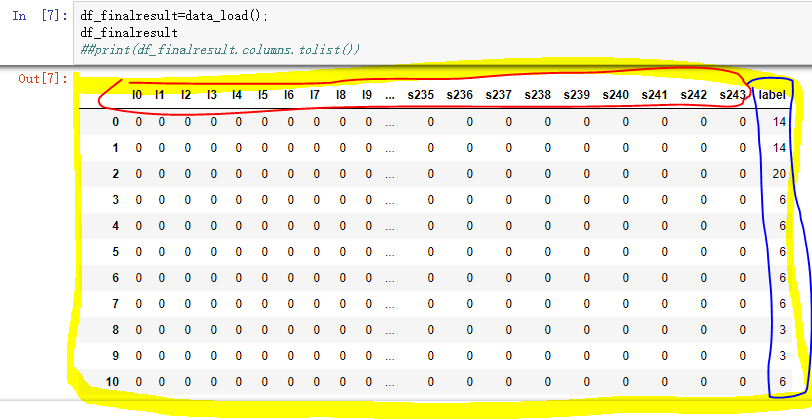 In [7]: df_finalresult=data_load();
df_finalresult
##print(df_finalresult.columns.tolist())
Out[7]:
l0 l1 l2 l3 l4 l5 l6 l7 l8 l9 ... s235 s236 s237 s238 s239 s240 s241 s242 s243 label
0 0 0 0 0 0 0 0 0 0 0 ... 0 0 0 0 0 0 0 0 0 14
1 0 0 0 0 0 0 0 0 0 0 ... 0 0 0 0 0 0 0 0 0 14
2 0 0 0 0 0 0 0 0 0 0 ... 0 0 0 0 0 0 0 0 0 20
3 0 0 0 0 0 0 0 0 0 0 ... 0 0 0 0 0 0 0 0 0 6
4 0 0 0 0 0 0 0 0 0 0 ... 0 0 0 0 0 0 0 0 0 6
5 0 0 0 0 0 0 0 0 0 0 ... 0 0 0 0 0 0 0 0 0 6
6 0 0 0 0 0 0 0 0 0 0 ... 0 0 0 0 0 0 0 0 0 6
7 0 0 0 0 0 0 0 0 0 0 ... 0 0 0 0 0 0 0 0 0 6
8 0 0 0 0 0 0 0 0 0 0 ... 0 0 0 0 0 0 0 0 0 3
9 0 0 0 0 0 0 0 0 0 0 ... 0 0 0 0 0 0 0 0 0 3
10 0 0 0 0 0 0 0 0 0 0 ... 0 0 0 0 0 0 0 0 0 6